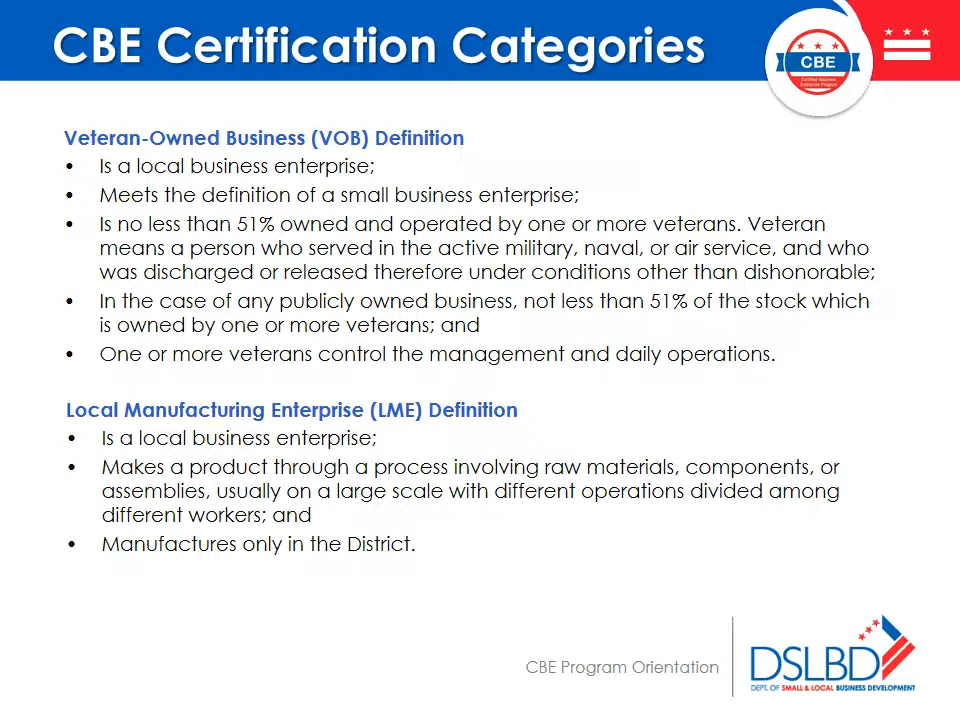 CBE Certification Categories
CBE
Certified Business
Enterprise Program
Veteran-Owned Business (VOB) Definition
• Is a local business enterprise;
• Meets the definition of a small business enterprise;
• Is no less than 51% owned and operated by one or more veterans. Veteran
means a person who served in the active military, naval, or air service, and who
was discharged or released therefore under conditions other than dishonorable;
• In the case of any publicly owned business, not less than 51% of the stock which
is owned by one or more veterans; and
• One or more veterans control the management and daily operations.
Local Manufacturing Enterprise (LME) Definition
• Is a local business enterprise;
• Makes a product through a process involving raw materials, components, or
assemblies, usually on a large scale with different operations divided among
different workers; and
• Manufactures only in the District.
CBE Program Orientation
DSLBD
DEPT. OF SMALL & LOCAL BUSINESS DEVELOPMENT